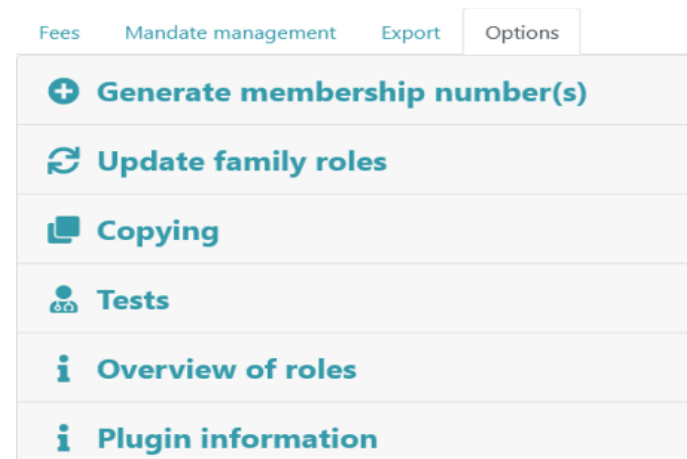 Fees Mandate management Export Options
Generate membership number(s)
Update family roles
Copying
Tests
Overview of roles
Plugin information